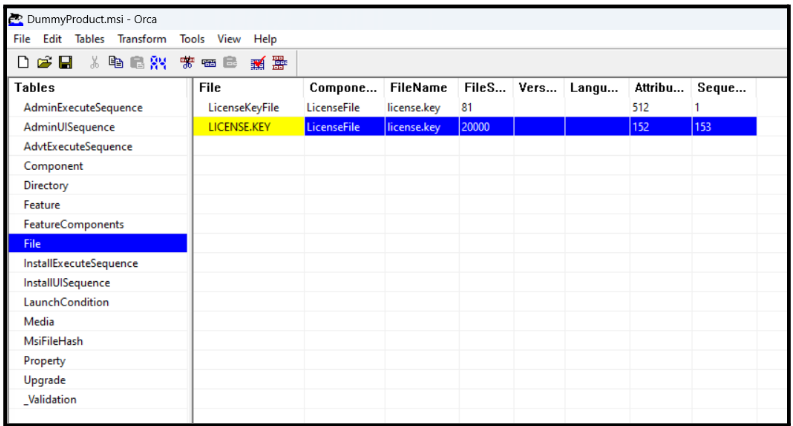 DummyProduct.msi - Orca
File Edit Tables Transform Tools View Help
Tables
AdminExecuteSequence
AdminUISequence
AdvtExecuteSequence
Component
Directory
Feature
FeatureComponents
File
InstallExecuteSequence
InstallUISequence
LaunchCondition
Media
MsiFileHash
Property
Upgrade
_Validation
File Compone... FileName FileS... Vers... Langu... Attribu... Seque...
LicenseKeyFile LicenseFile license.key 81 512 1
LICENSE.KEY LicenseFile license.key 20000 152 153